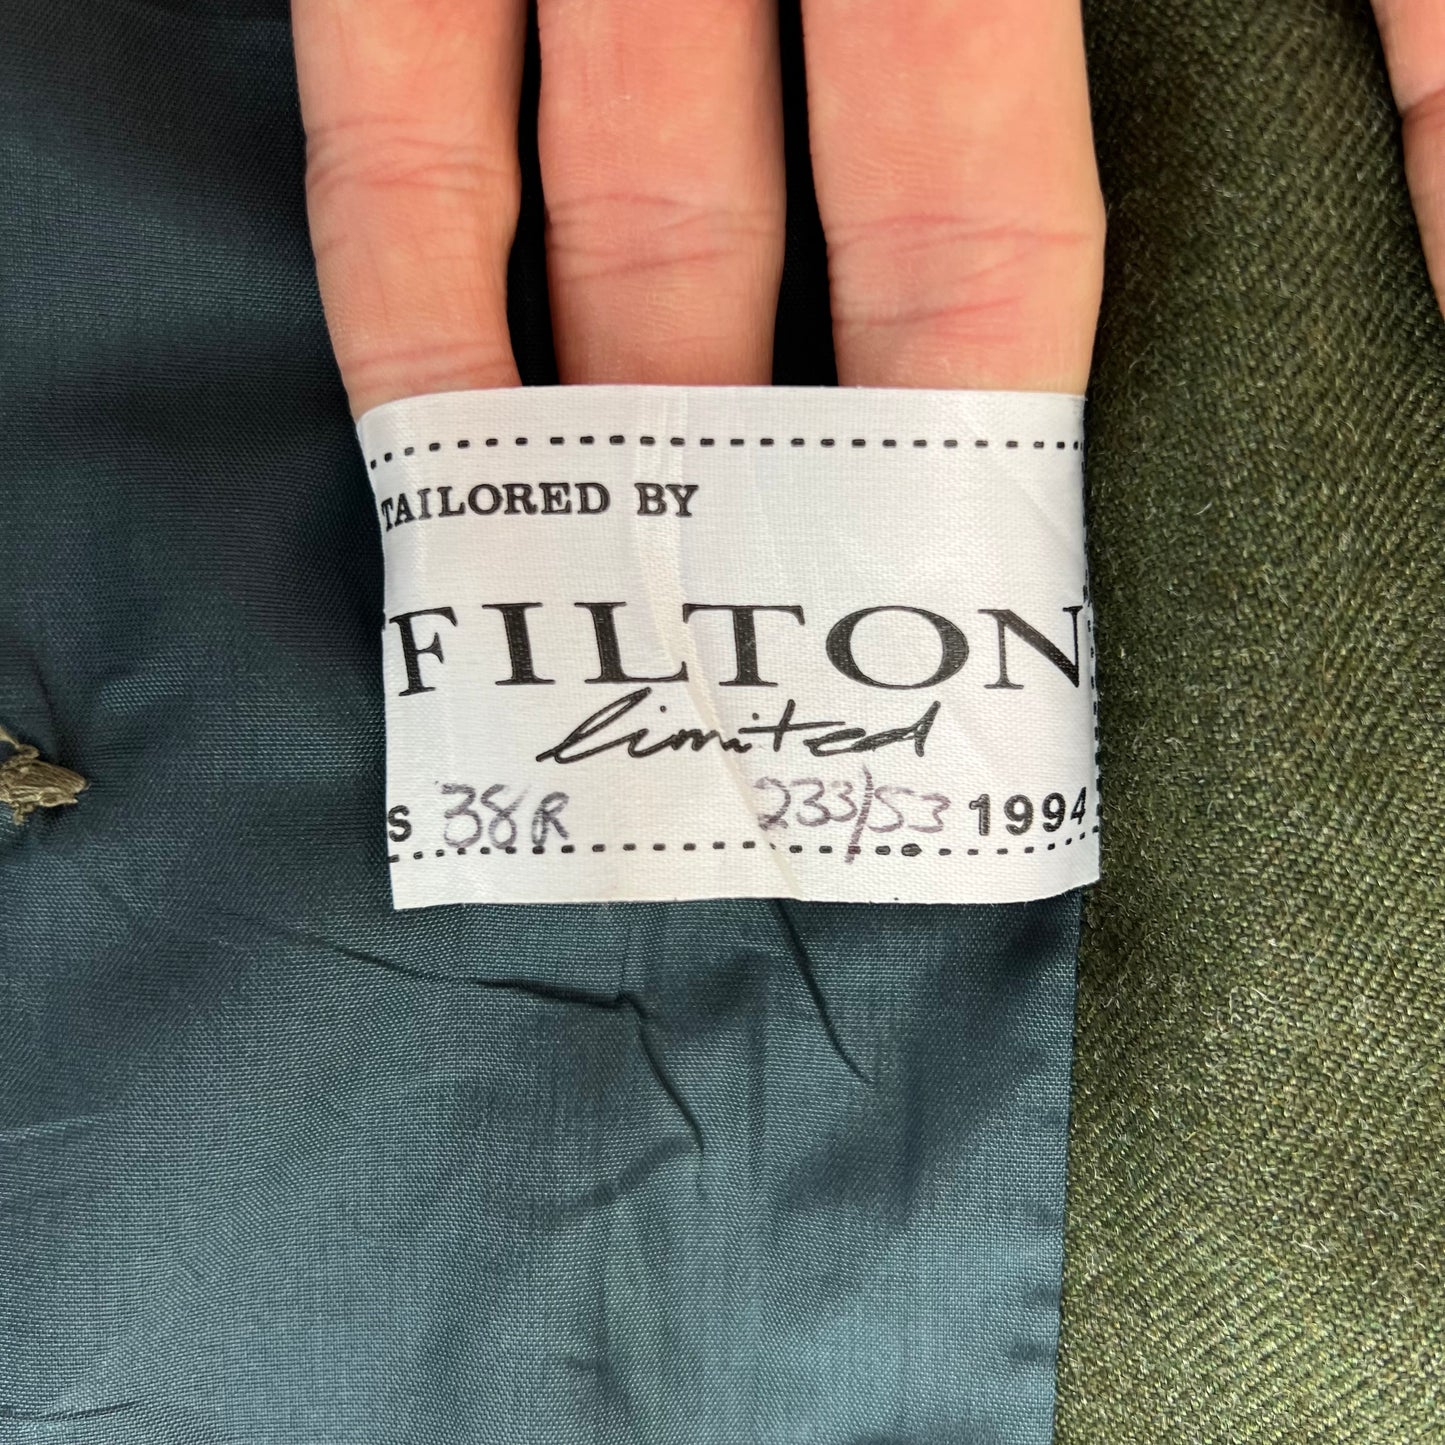 TAILORED BY
FILTON
limited
S 38R 233/53 1994